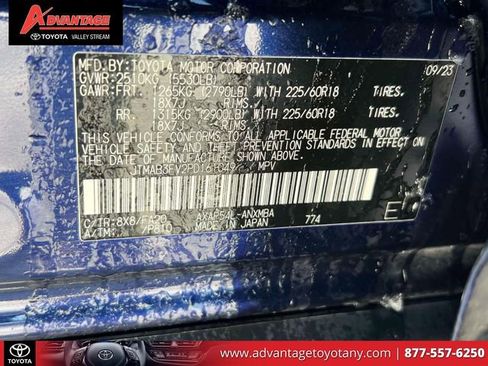 ADVANTAGE
TOYOTA VALLEY STREAM
MFD.BY:TOYOTA MOTOR CORPORATION 09/23
GVWR:2510KG (5530LB)
GAWR:FRT. 1265KG (2790LB) WITH 225/60R18 TIRES.
18X7J RIMS.
RR. 1315KG (2900LB) WITH 225/60R18 TIRES.
18X7J RIMS.
THIS VEHICLE CONFORMS TO ALL APPLICABLE FEDERAL MOTOR
VEHICLE SAFETY STANDARDS IN EFFECT ON THE DATE OF
MANUFACTURE SHOWN ABOVE.
MPV
C/TR:8X8/FA20 AXAP54L-ANXMBA
A/TM: /P810 MADE IN JAPAN 774 E
TOYOTA
www.advantagetoyotany.com | 877-557-6250
TOYOTA